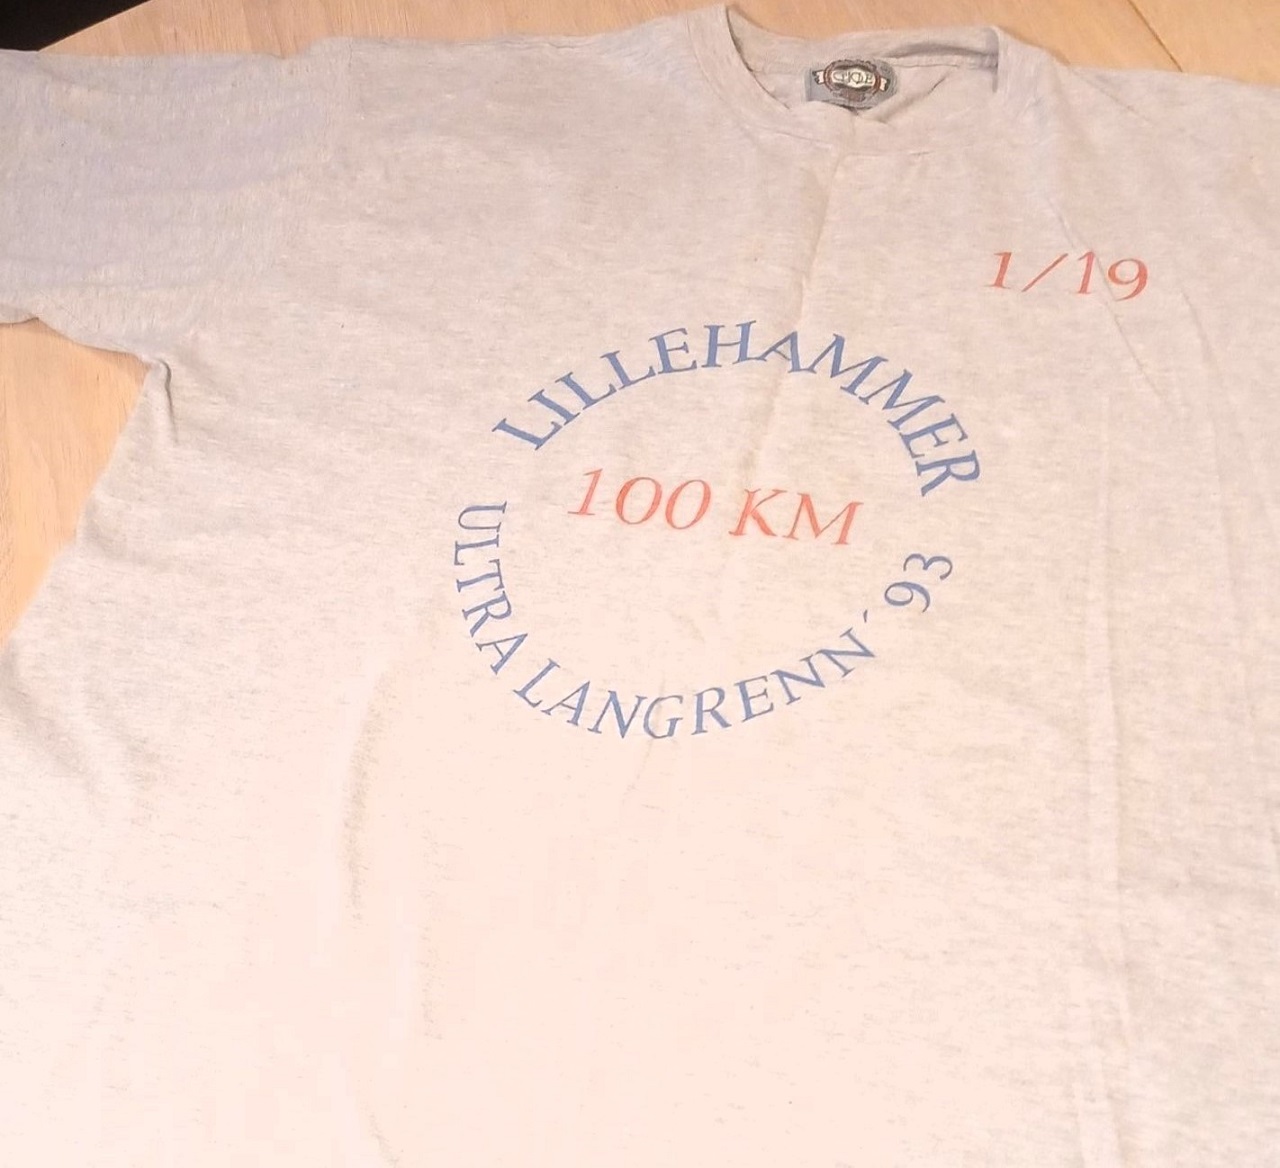 1/19
LILLEHAMMER
100 KM
ULTRA LANGRENN ´93